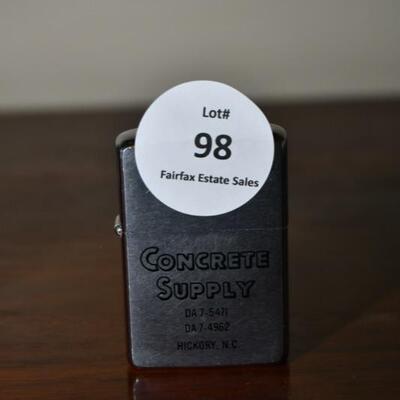 Lot#
98
Fairfax Estate Sales
CONCRETE
SUPPLY
DA 7-5471
DA 7-4962
HICKORY, N.C.